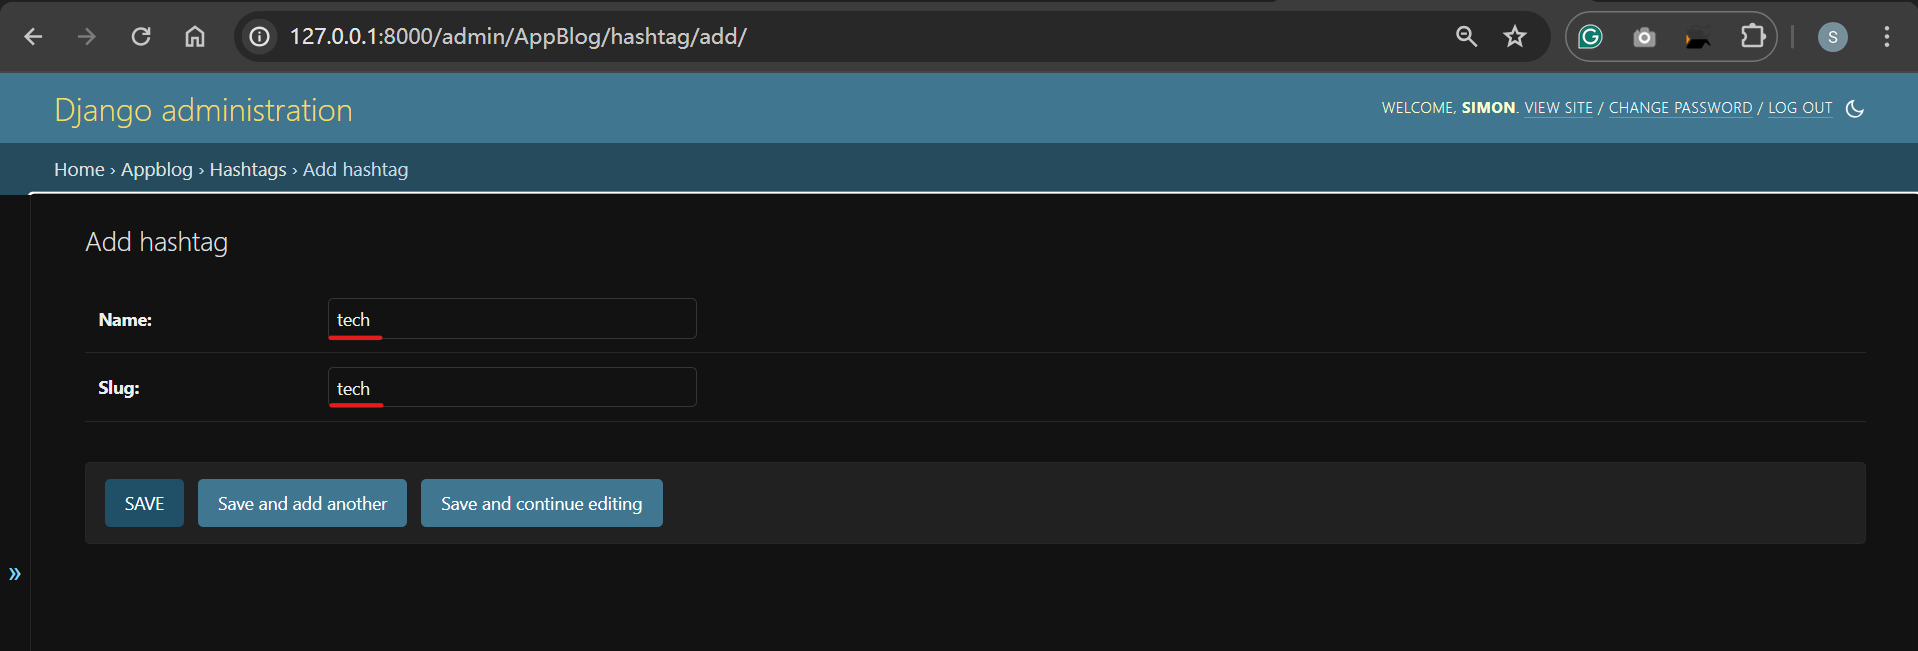 127.0.0.1:8000/admin/AppBlog/hashtag/add/
S
Django administration
WELCOME, SIMON. VIEW SITE / CHANGE PASSWORD / LOG OUT
Home › Appblog › Hashtags › Add hashtag
Add hashtag
Name: tech
Slug: tech
SAVE Save and add another Save and continue editing
»